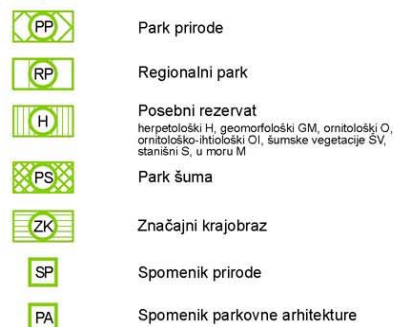 PP Park prirode
RP Regionalni park
H Posebni rezervat
herpetološki H, geomorfološki GM, ornitološki O,
ornitološko-ihtiološki OI, šumske vegetacije ŠV,
stanišni S, u moru M
PS Park šuma
ZK Značajni krajobraz
SP Spomenik prirode
PA Spomenik parkovne arhitekture